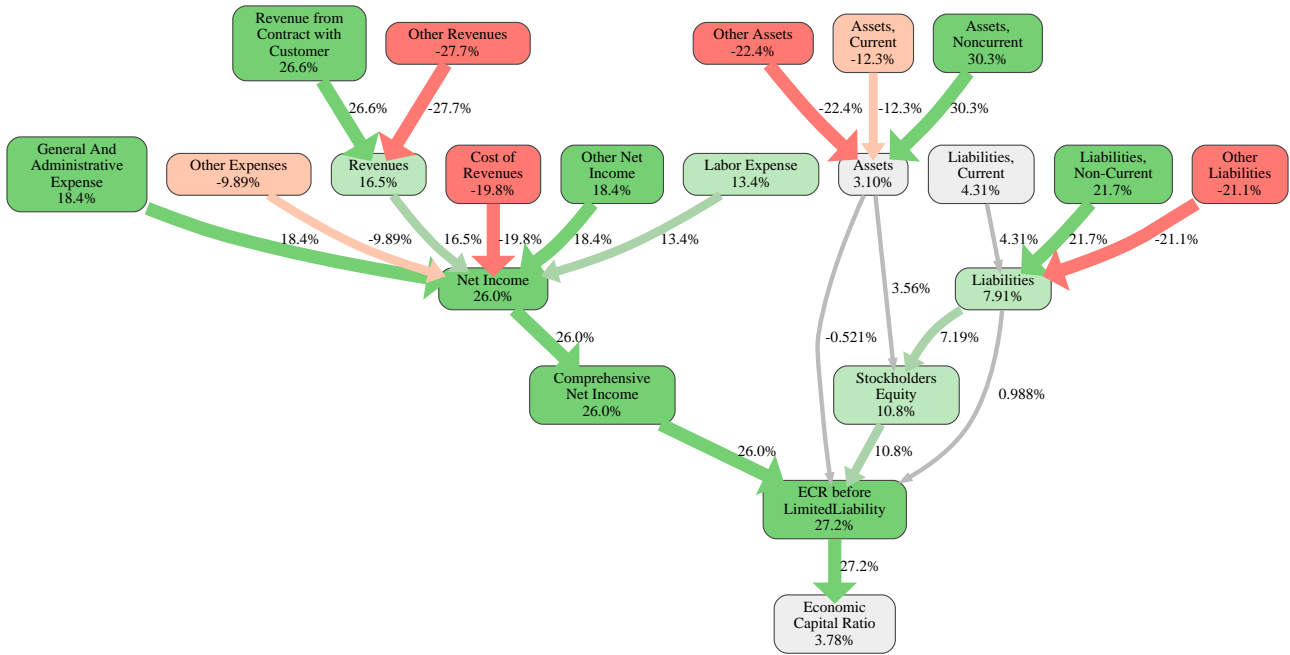 Revenue from
Contract with
Customer
26.6%
Other Revenues
-27.7%
Other Assets
-22.4%
Assets,
Current
-12.3%
Assets,
Noncurrent
30.3%
26.6%
-27.7%
-22.4%
-12.3%
30.3%
General And
Administrative
Expense
18.4%
Other Expenses
-9.89%
Revenues
16.5%
Cost of
Revenues
-19.8%
Other Net
Income
18.4%
Labor Expense
13.4%
Assets
3.10%
Liabilities,
Current
4.31%
Liabilities,
Non-Current
21.7%
Other
Liabilities
-21.1%
18.4%
-9.89%
16.5%
-19.8%
18.4%
13.4%
4.31%
21.7%
-21.1%
Net Income
26.0%
Liabilities
7.91%
3.56%
26.0%
-0.521%
7.19%
Comprehensive
Net Income
26.0%
Stockholders
Equity
10.8%
0.988%
26.0%
10.8%
ECR before
LimitedLiability
27.2%
27.2%
Economic
Capital Ratio
3.78%